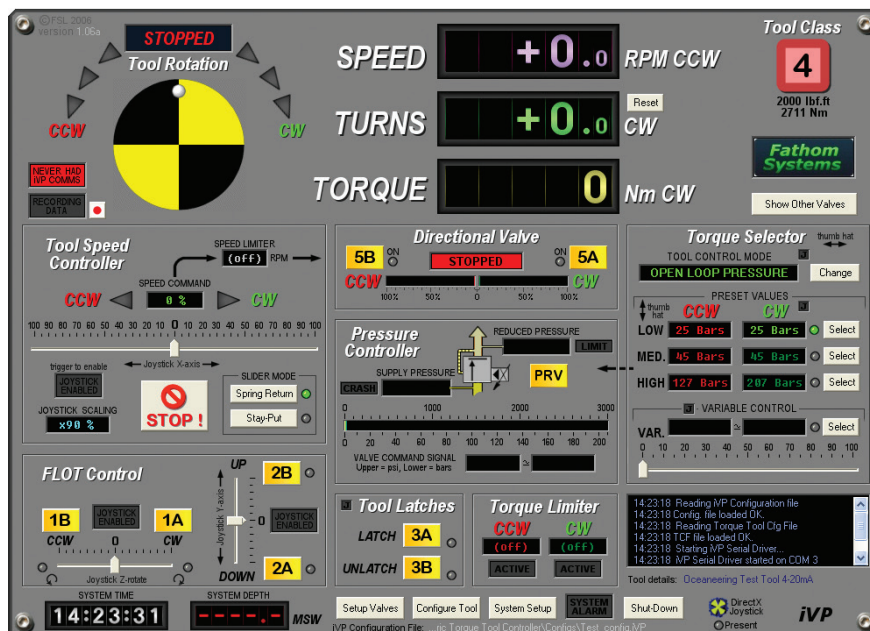 ©FSL 2008
version 1.06a
STOPPED
Tool Rotation
CCW
CW
NEVER HAD
iVP COMMS
RECORDING
DATA
SPEED
+0.0
RPM CCW
TURNS
+0.0
Reset
CW
TORQUE
0
Nm CW
Tool Class
4
2000 lbf.ft
2711 Nm
Fathom
Systems
Show Other Valves
Tool Speed
Controller
SPEED LIMITER
(off) RPM
SPEED COMMAND
CCW
0 %
CW
100 90 80 70 60 50 40 30 20 10 0 10 20 30 40 50 60 70 80 90 100
Joystick X-axis
trigger to enable
JOYSTICK
ENABLED
JOYSTICK SCALING
x90 %
STOP !
SLIDER MODE
Spring Return
Stay-Put
Directional Valve
5B
ON
STOPPED
ON
5A
CCW
CW
100% 50% 0 50% 100%
Pressure
Controller
REDUCED PRESSURE
LIMIT
SUPPLY PRESSURE
CRASH
PRV
0 1000 2000 3000
0 20 40 60 80 100 120 140 160 180 200
VALVE COMMAND SIGNAL
Upper = psi, Lower = bars
Torque Selector
thumb hat
TOOL CONTROL MODE
OPEN LOOP PRESSURE
Change
PRESET VALUES
thumb
hat
CCW
CW
LOW 25 Bars 25 Bars Select
MED. 45 Bars 45 Bars Select
HIGH 127 Bars 207 Bars Select
VARIABLE CONTROL
VAR.
Select
0 10 20 30 40 50 60 70 80 90 100
FLOT Control
UP
2B
1B
JOYSTICK
ENABLED
1A
CCW
0
CW
Joystick Z-rotate
Joystick Y-axis
0
JOYSTICK
ENABLED
DOWN
2A
Tool Latches
LATCH
3A
UNLATCH
3B
Torque Limiter
CCW
CW
(off)
(off)
ACTIVE
ACTIVE
14:23:18 Reading iVP Configuration file
14:23:18 Config. file loaded OK.
14:23:18 Reading Torque Tool Cfg File
14:23:18 TCF file loaded OK.
14:23:18 Starting iVP Serial Driver...
14:23:18 iVP Serial Driver started on COM 3
Tool details: Oceaneering Test Tool 4-20mA
SYSTEM TIME
14:23:31
SYSTEM DEPTH
----.-
MSW
Setup Valves
Configure Tool
System Setup
SYSTEM
ALARM
Shut-Down
DirectX
Joystick
Present
iVP
iVP Configuration File: ...ric Torque Tool Controller\Configs\Test_config.iVP